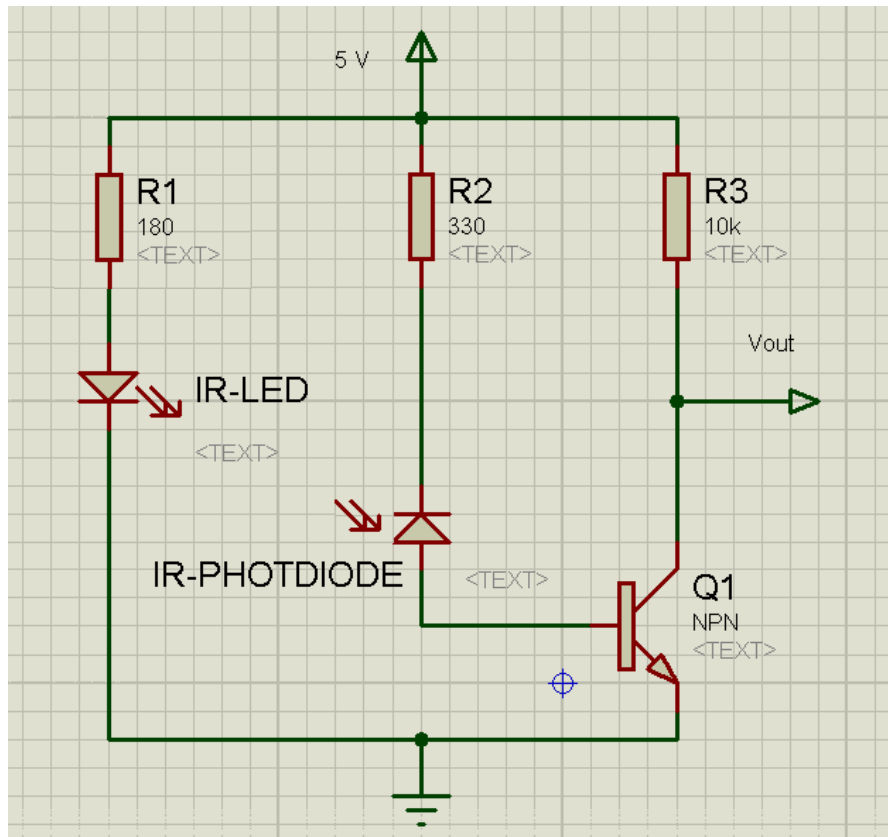 5 V
R1
180
<TEXT>
R2
330
<TEXT>
R3
10k
<TEXT>
Vout
IR-LED
<TEXT>
IR-PHOTDIODE
<TEXT>
Q1
NPN
<TEXT>